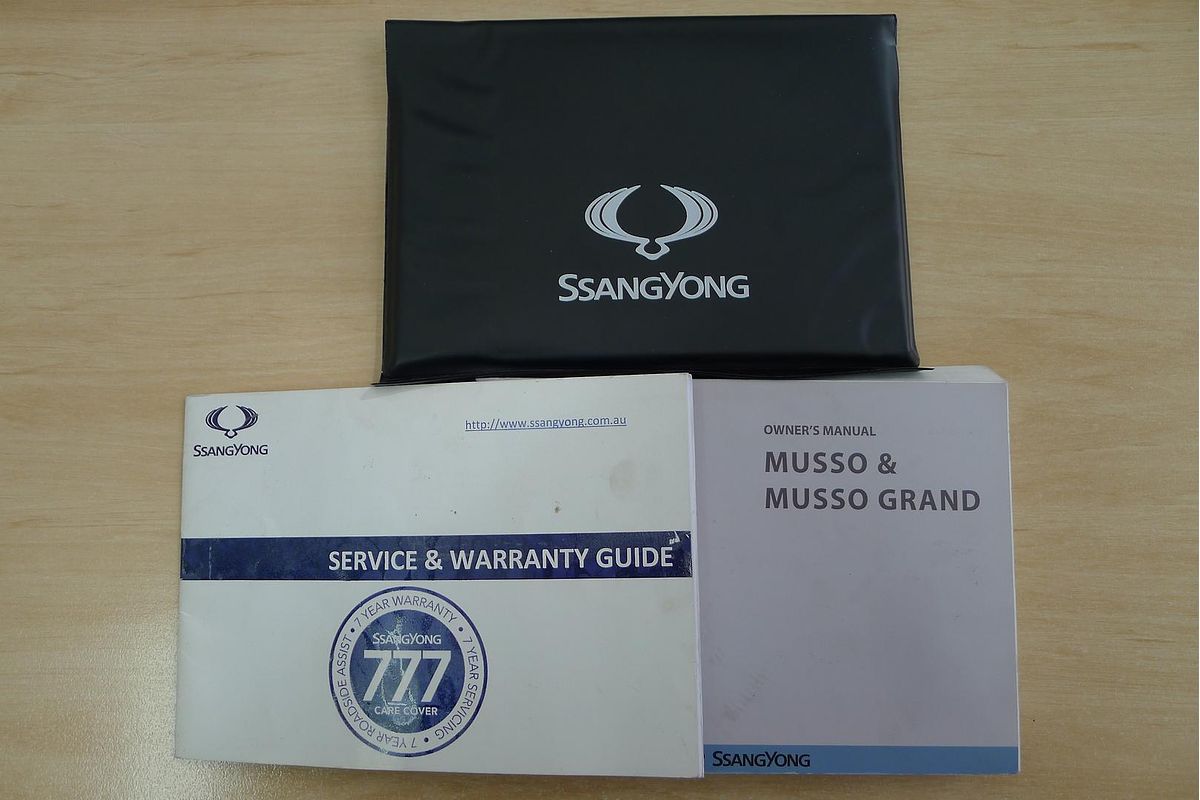 SSANGYONG
SSANGYONG
http://www.ssangyong.com.au
SERVICE & WARRANTY GUIDE
7 YEAR WARRANTY • 7 YEAR SERVICING • 7 YEAR ROADSIDE ASSIST •
SSANGYONG
777
CARE COVER
OWNER'S MANUAL
MUSSO &
MUSSO GRAND
SSANGYONG